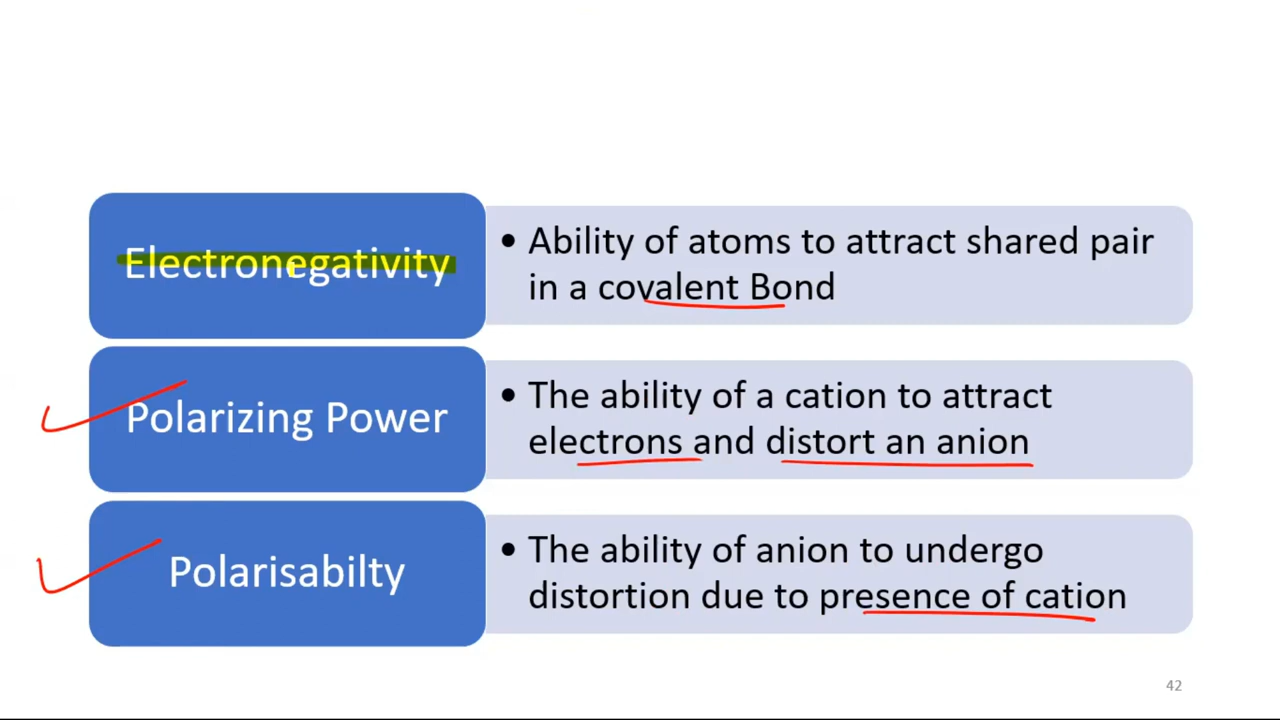 Electronegativity
• Ability of atoms to attract shared pair
in a covalent Bond
Polarizing Power
• The ability of a cation to attract
electrons and distort an anion
Polarisabilty
• The ability of anion to undergo
distortion due to presence of cation
42